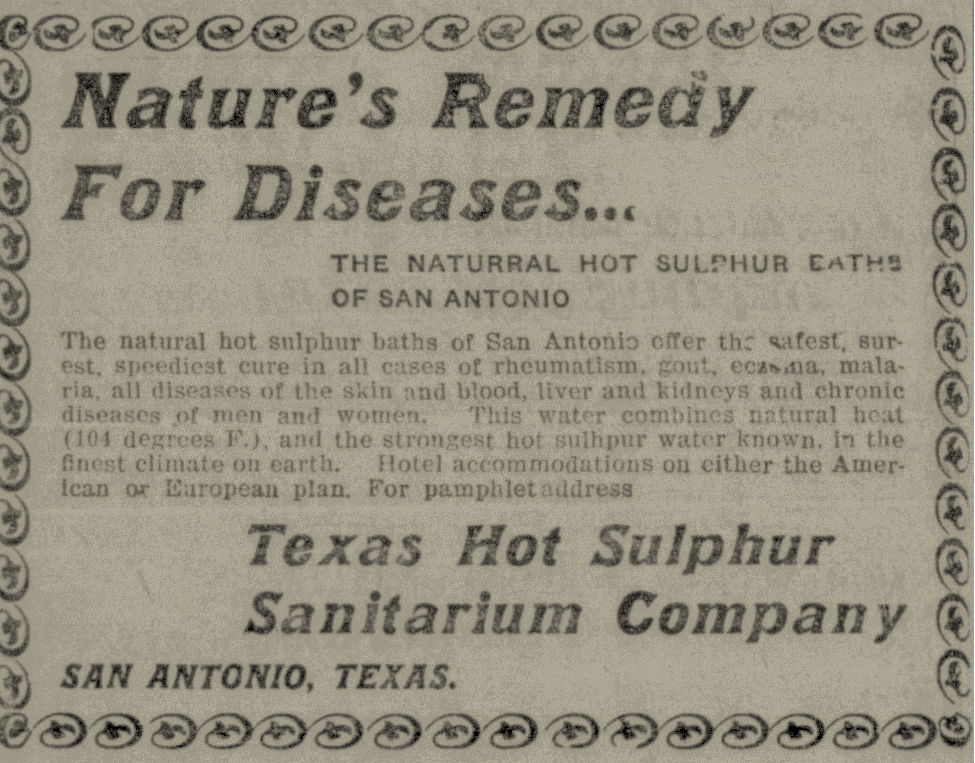 Nature's Remedy
For Diseases...
THE NATURRAL HOT SULPHUR BATHS
OF SAN ANTONIO
The natural hot sulphur baths of San Antonio offer the safest, sur-
est, speediest cure in all cases of rheumatism, gout, eczema, mala-
ria, all diseases of the skin and blood, liver and kidneys and chronic
diseases of men and women. This water combines natural heat
(104 degrees F.), and the strongest hot sulhpur water known, in the
finest climate on earth. Hotel accommodations on either the Amer-
ican or European plan. For pamphlet address
Texas Hot Sulphur
Sanitarium Company
SAN ANTONIO, TEXAS.